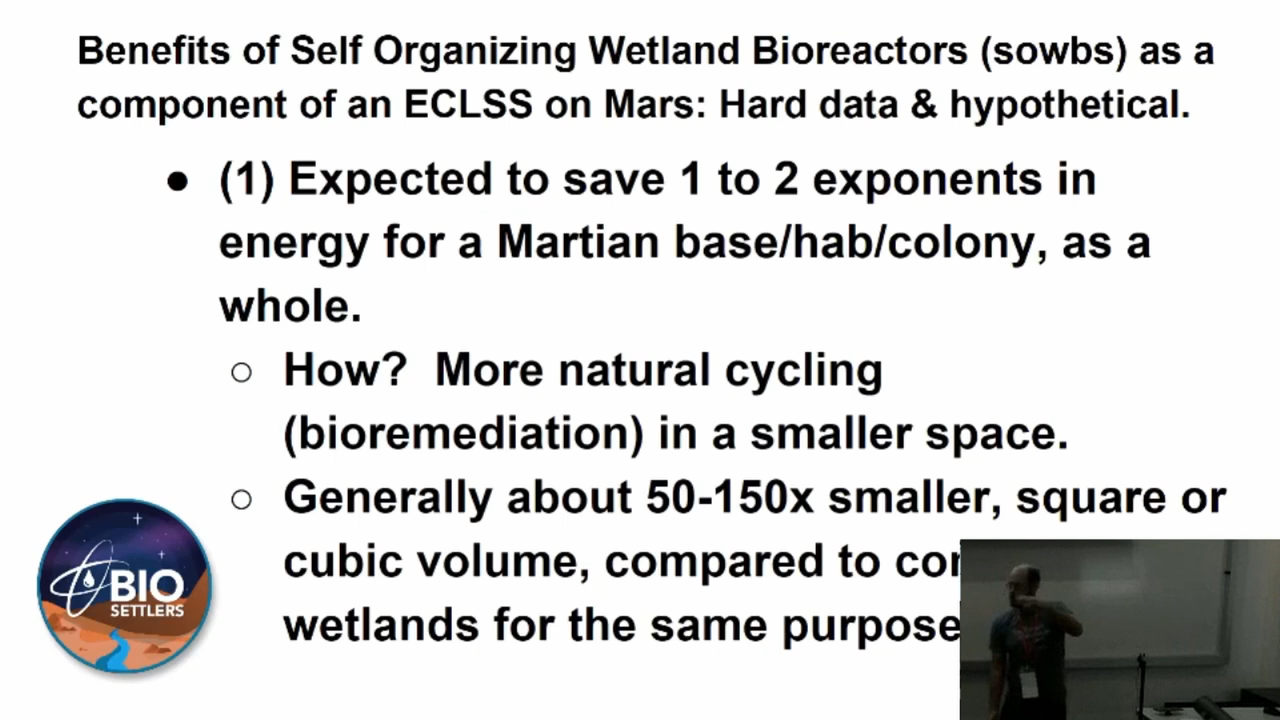 Benefits of Self Organizing Wetland Bioreactors (sowbs) as a
component of an ECLSS on Mars: Hard data & hypothetical.
● (1) Expected to save 1 to 2 exponents in
energy for a Martian base/hab/colony, as a
whole.
○ How? More natural cycling
(bioremediation) in a smaller space.
○ Generally about 50-150x smaller, square or
cubic volume, compared to
wetlands for the same purpose
BIO
SETTLERS